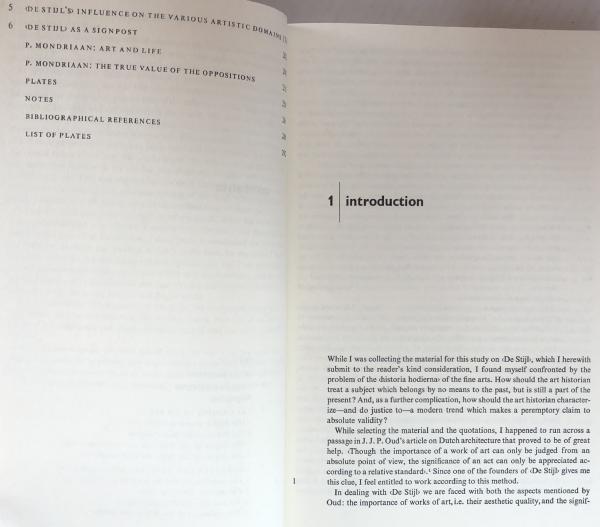 5 ‹DE STIJL'S› INFLUENCE ON THE VARIOUS ARTISTIC DOMAINS
6 ‹DE STIJL› AS A SIGNPOST
P. MONDRIAAN: ART AND LIFE
P. MONDRIAAN: THE TRUE VALUE OF THE OPPOSITIONS
PLATES
NOTES
BIBLIOGRAPHICAL REFERENCES
LIST OF PLATES
1 introduction
While I was collecting the material for this study on ‹De Stijl›, which I herewith
submit to the reader's kind consideration, I found myself confronted by the
problem of the ‹historia hodierna› of the fine arts. How should the art historian
treat a subject which belongs by no means to the past, but is still a part of the
present? And, as a further complication, how should the art historian character-
ize—and do justice to—a modern trend which makes a peremptory claim to
absolute validity?
While selecting the material and the quotations, I happened to run across a
passage in J. J. P. Oud's article on Dutch architecture that proved to be of great
help. ‹Though the importance of a work of art can only be judged from an
absolute point of view, the significance of an act can only be appreciated ac-
cording to a relative standard›.¹ Since one of the founders of ‹De Stijl› gives me
this clue, I feel entitled to work according to this method.
In dealing with ‹De Stijl› we are faced with both the aspects mentioned by
Oud: the importance of works of art, i.e. their aesthetic quality, and the signif-
1